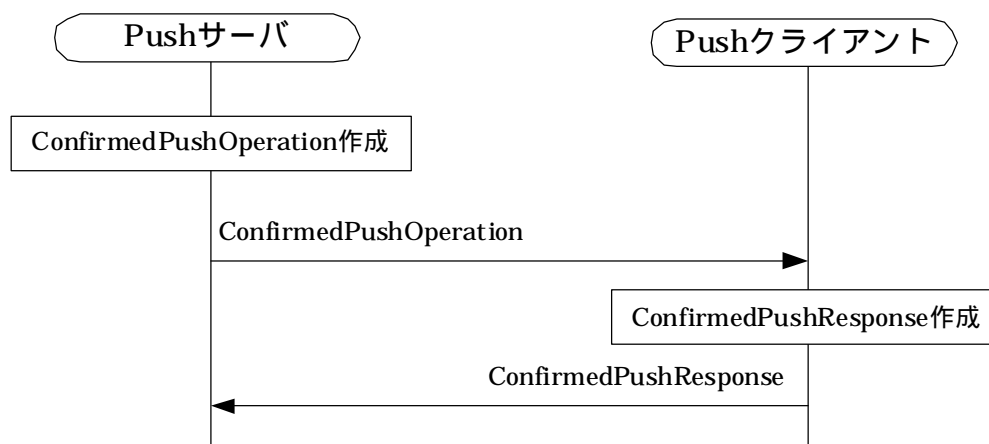 Pushサーバ
Pushクライアント
ConfirmedPushOperation作成
ConfirmedPushOperation
ConfirmedPushResponse作成
ConfirmedPushResponse